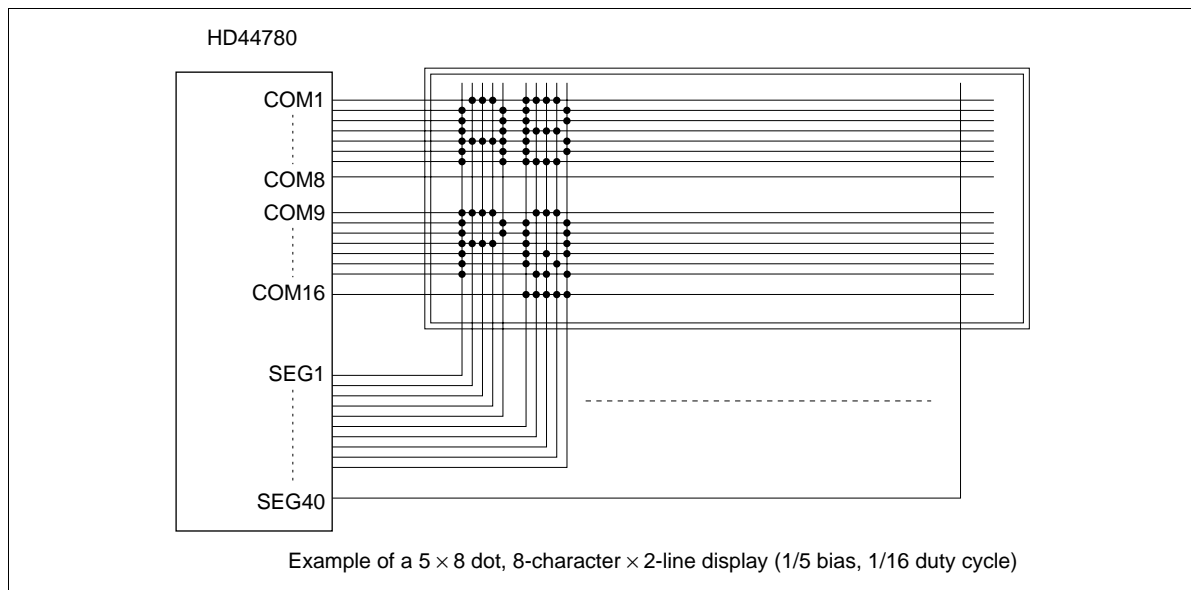 HD44780
COM1
COM8
COM9
COM16
SEG1
SEG40
Example of a 5 × 8 dot, 8-character × 2-line display (1/5 bias, 1/16 duty cycle)